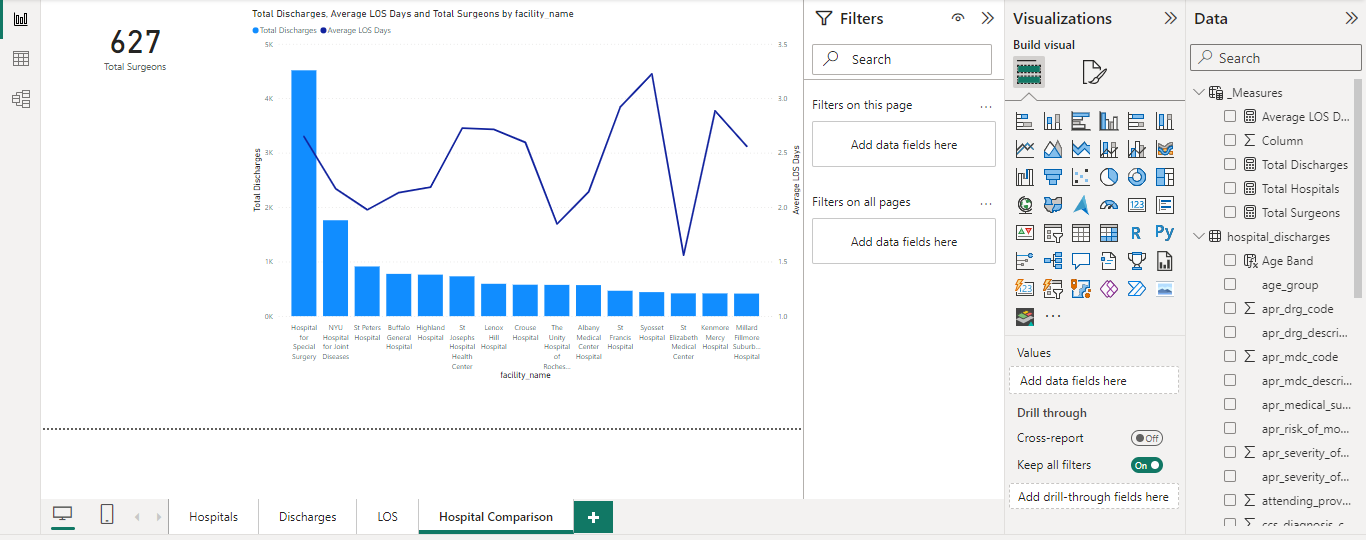 627
Total Surgeons
Total Discharges, Average LOS Days and Total Surgeons by facility_name
Total Discharges Average LOS Days
5K
4K
3K
2K
1K
0K
Total Discharges
3.5
3.0
2.5
2.0
1.5
1.0
Average LOS Days
Hospital
for
Special
Surgery
NYU
Hospital
for Joint
Diseases
St Peters
Hospital
Buffalo
General
Hospital
Highland
Hospital
St
Josephs
Hospital
Health
Center
Lenox
Hill
Hospital
Crouse
Hospital
The
Unity
Hospital
of
Roches...
Albany
Medical
Center
Hospital
St
Francis
Hospital
Syosset
Hospital
St
Elizabeth
Medical
Center
Kenmore
Mercy
Hospital
Millard
Fillmore
Suburb...
Hospital
facility_name
Hospitals
Discharges
LOS
Hospital Comparison
+
Filters
Search
Filters on this page
...
Add data fields here
Filters on all pages
...
Add data fields here
Visualizations
Build visual
123
R
Py
123
...
Values
Add data fields here
Drill through
Cross-report
Off
Keep all filters
On
Add drill-through fields here
Data
Search
_Measures
Average LOS D...
Column
Total Discharges
Total Hospitals
Total Surgeons
hospital_discharges
Age Band
age_group
apr_drg_code
apr_drg_descri...
apr_mdc_code
apr_mdc_descri...
apr_medical_su...
apr_risk_of_mo...
apr_severity_of...
apr_severity_of...
attending_prov...